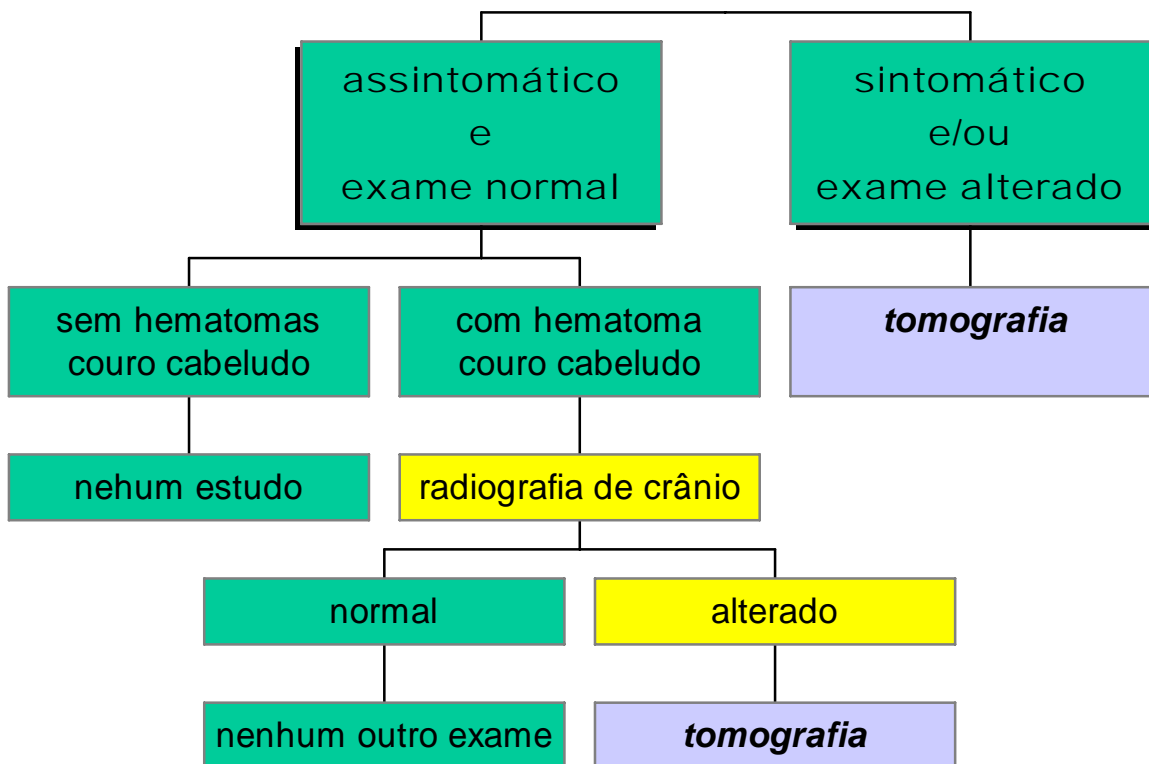 assintomático
e
exame normal
sintomático
e/ou
exame alterado
sem hematomas
couro cabeludo
com hematoma
couro cabeludo
tomografia
nehum estudo
radiografia de crânio
normal
alterado
nenhum outro exame
tomografia